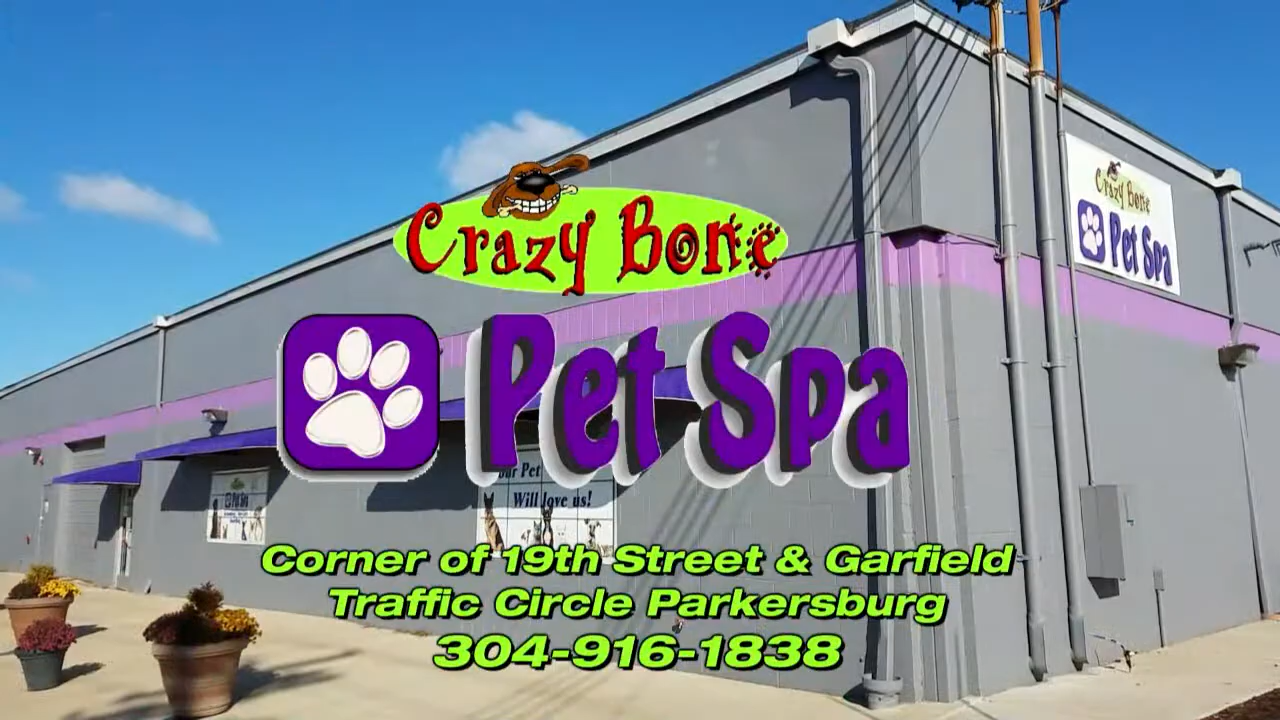 Crazy Bone
Pet Spa
Crazy Bone
Pet Spa
Pet
Will love us!
Corner of 19th Street & Garfield
Traffic Circle Parkersburg
304-916-1838